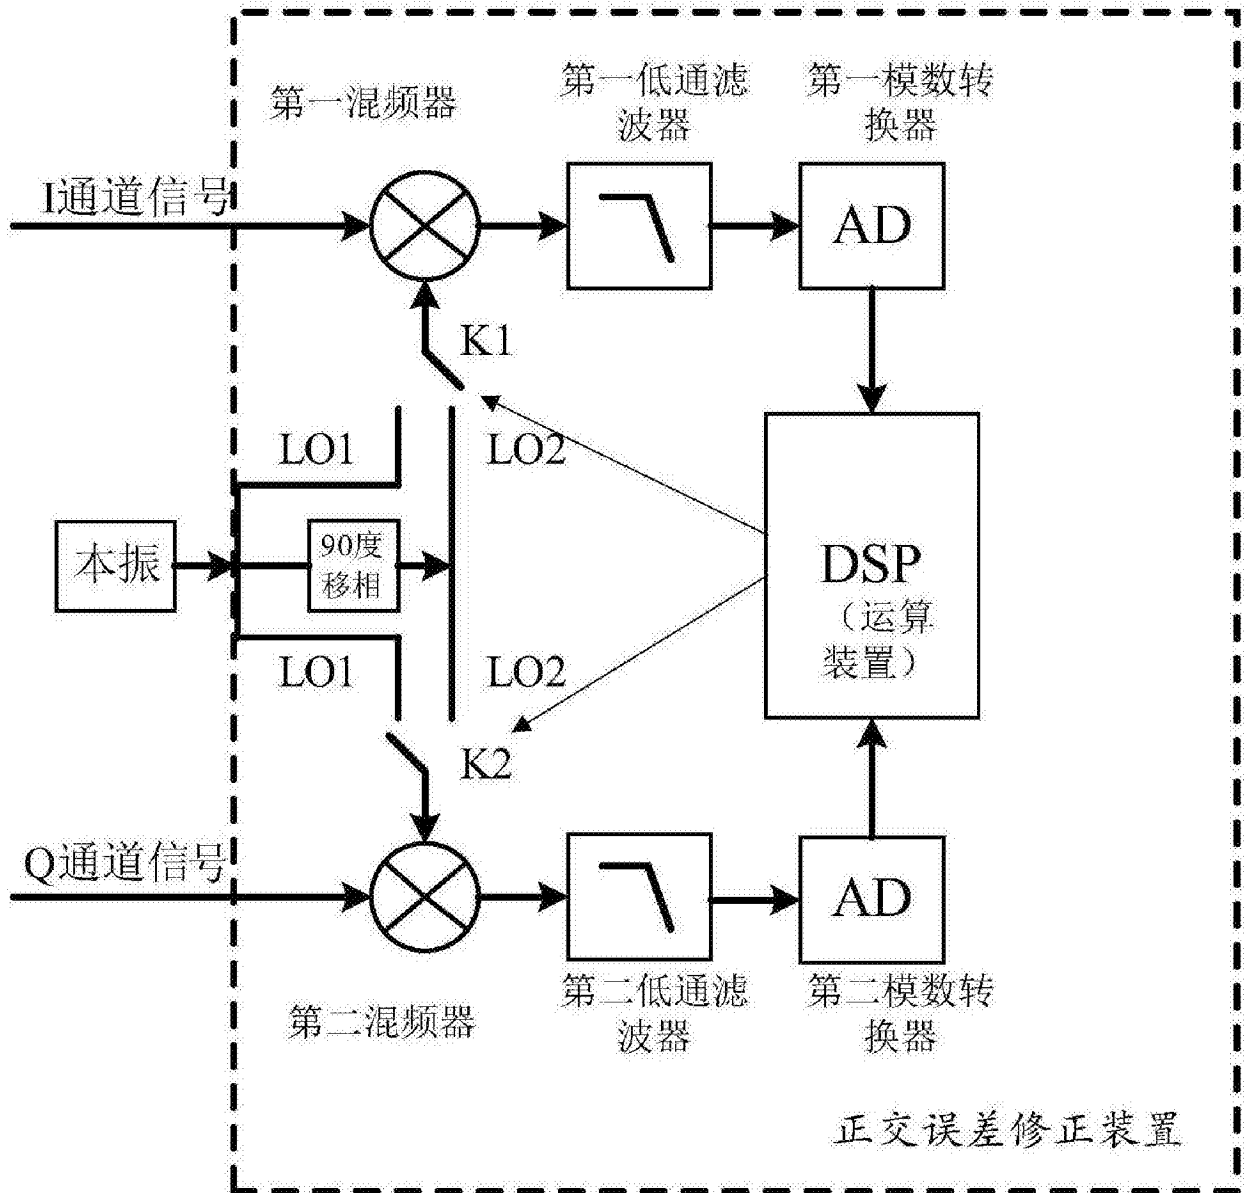 第一混频器
第一低通滤
波器
第一模数转
换器
I通道信号
AD
K1
LO1
LO2
本振
90度
移相
DSP
（运算
装置）
LO1
LO2
K2
Q通道信号
AD
第二混频器
第二低通滤
波器
第二模数转
换器
正交误差修正装置